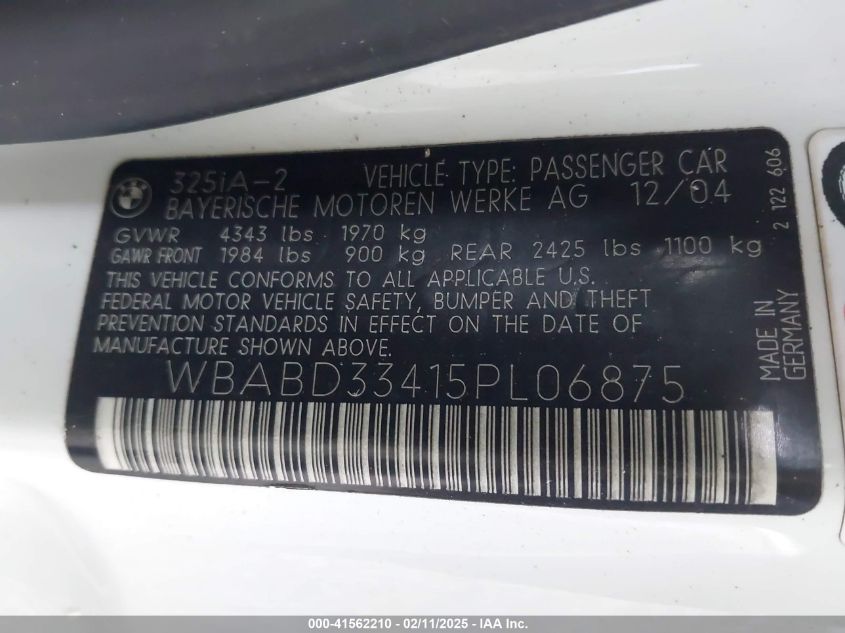 325iA-2 VEHICLE TYPE: PASSENGER CAR
BAYERISCHE MOTOREN WERKE AG 12/04
GVWR 4343 lbs 1970 kg
GAWR FRONT 1984 lbs 900 kg REAR 2425 lbs 1100 kg
THIS VEHICLE CONFORMS TO ALL APPLICABLE U.S.
FEDERAL MOTOR VEHICLE SAFETY, BUMPER AND THEFT
PREVENTION STANDARDS IN EFFECT ON THE DATE OF
MANUFACTURE SHOWN ABOVE.
WBABD33415PL06875
2 122 606
MADE IN
GERMANY
000-41562210 - 02/11/2025 - IAA Inc.